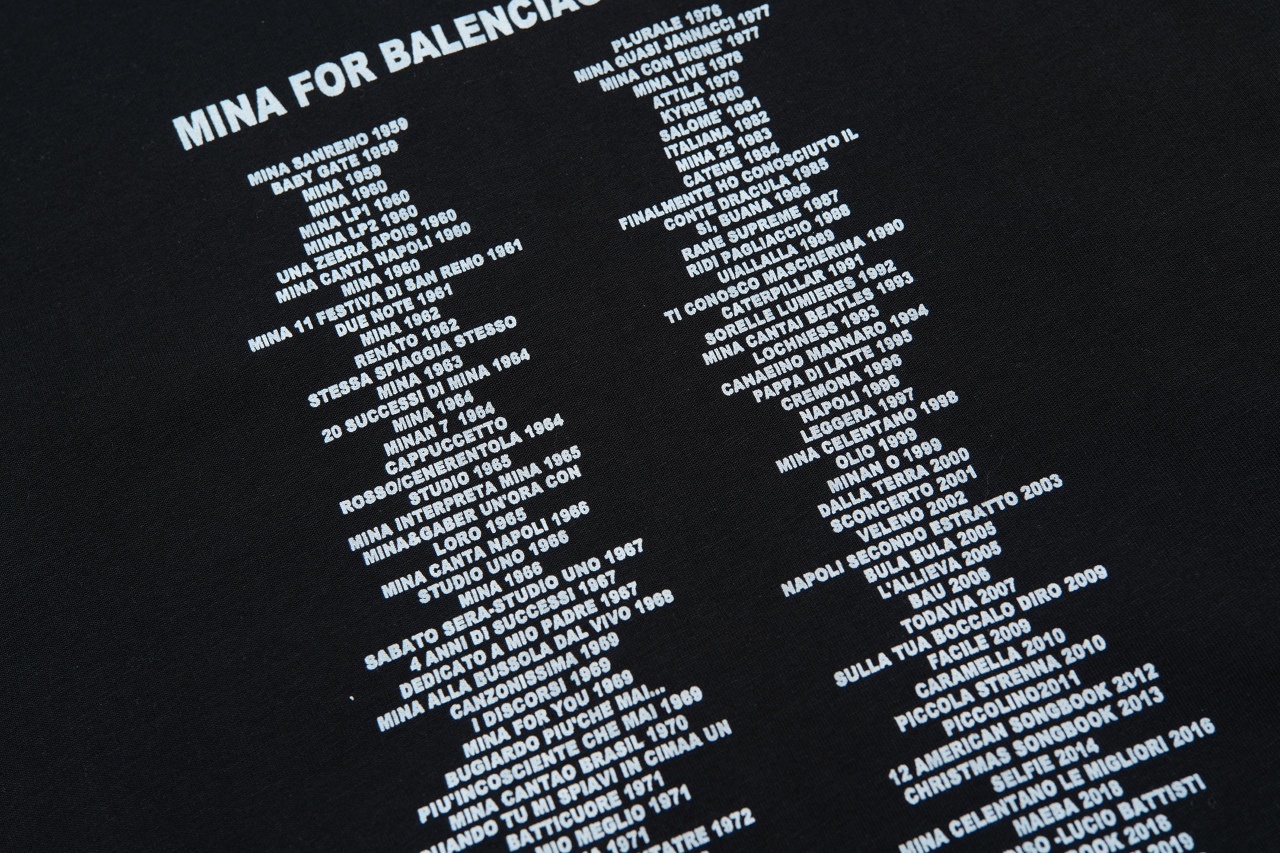 MINA FOR BALENCIAG
MINA SANREMO 1959
BABY GATE 1959
MINA 1959
MINA 1960
MINA LP1 1960
MINA LP2 1960
UNA ZEBRA APOIS 1960
MINA CANTA NAPOLI 1960
MINA 1960
MINA 11 FESTIVA DI SAN REMO 1961
DUE NOTE 1961
MINA 1962
RENATO 1962
STESSA SPIAGGIA STESSO
MINA 1963
20 SUCCESSI DI MINA 1964
MINA 1964
MINAN 7 1964
CAPPUCCETTO
ROSSO/CENERENTOLA 1964
STUDIO 1965
MINA INTERPRETA MINA 1965
MINA&GABER UN'ORA CON
LORO 1965
MINA CANTA NAPOLI 1966
STUDIO UNO 1966
MINA 1966
SABATO SERA-STUDIO UNO 1967
4 ANNI DI SUCCESSI 1967
DEDICATO A MIO PADRE 1967
MINA ALLA BUSSOLA DAL VIVO 1968
CANZONISSIMA 1969
I DISCORSI 1969
MINA FOR YOU 1969
BUGIARDO PIU'CHE MAI...
PIU'INCOSCIENTE CHE MAI 1969
MINA CANTAO BRASIL 1970
QUANDO TU MI SPIAVI IN CIMAA UN
BATTICUORE 1971
MIO MEGLIO 1971
1971
1972
PLURALE 1976
MINA QUASI JANNACCI 1977
MINA CON BIGNE' 1977
MINA LIVE 1978
ATTILA 1979
KYRIE 1980
SALOME' 1981
ITALIANA 1982
MINA 25 1983
CATENE 1984
FINALMENTE HO CONOSCIUTO IL
CONTE DRACULA 1985
SI, BUANA 1986
RANE SUPREME 1987
RIDI PAGLIACCIO 1988
UIALLALLA 1989
TI CONOSCO MASCHERINA 1990
CATERPILLAR 1991
SORELLE LUMIERES 1992
MINA CANTAI BEATLES 1993
LOCHNESS 1993
CANAEINO MANNARO 1994
PAPPA DI LATTE 1995
CREMONA 1996
NAPOLI 1996
LEGGERA 1997
MINA CELENTANO 1998
OLIO 1999
MINAN O 1999
DALLA TERRA 2000
SCONCERTO 2001
VELENO 2002
NAPOLI SECONDO ESTRATTO 2003
BULA BULA 2005
L'ALLIEVA 2005
BAU 2006
TODAVIA 2007
SULLA TUA BOCCALO DIRO 2009
FACILE 2009
CARAMELLA 2010
PICCOLA STRENNA 2010
PICCOLINO2011
12 AMERICAN SONGBOOK 2012
CHRISTMAS SONGBOOK 2013
SELFIE 2014
MINA CELENTANO LE MIGLIORI 2016
MAEBA 2018
-LUCIO BATTISTI